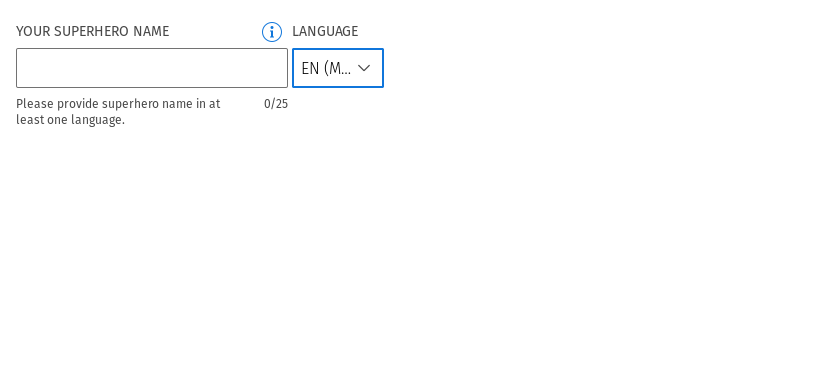 YOUR SUPERHERO NAME
LANGUAGE
EN (M...
Please provide superhero name in at
least one language.
0/25